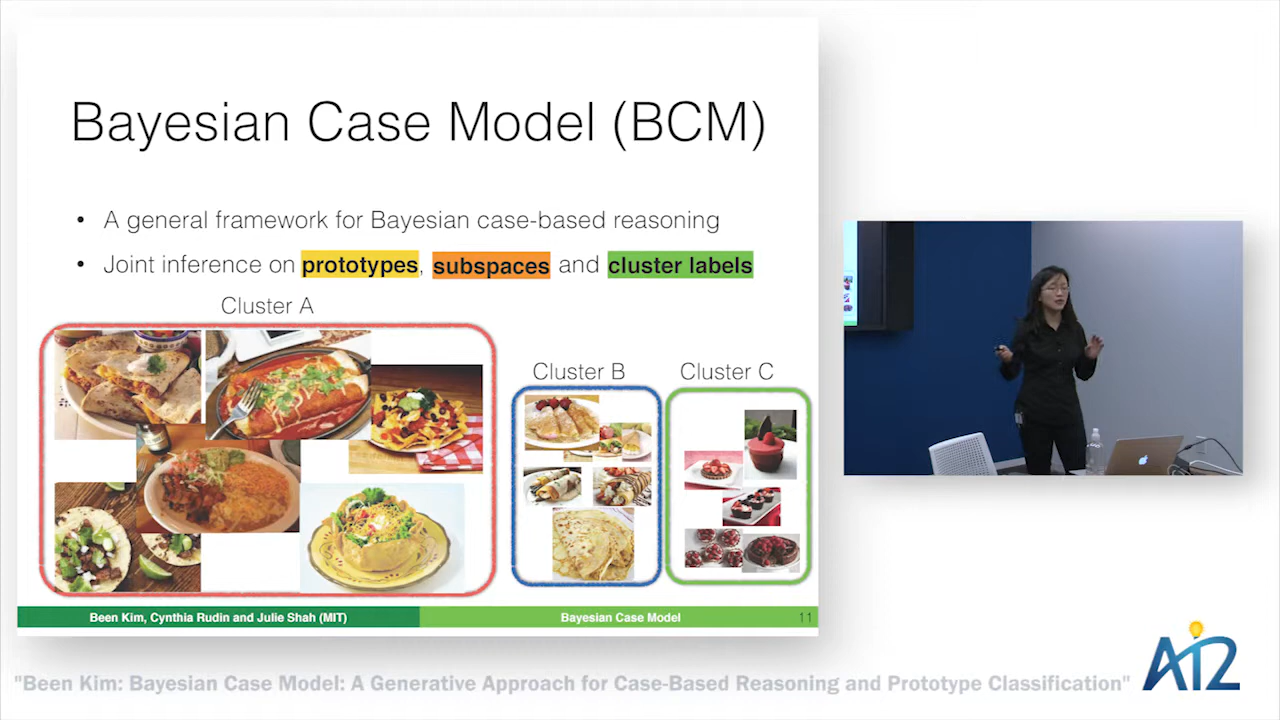 Bayesian Case Model (BCM)
• A general framework for Bayesian case-based reasoning
• Joint inference on prototypes, subspaces and cluster labels
Cluster A
Cluster B
Cluster C
Been Kim, Cynthia Rudin and Julie Shah (MIT)
Bayesian Case Model
11
"Been Kim: Bayesian Case Model: A Generative Approach for Case-Based Reasoning and Prototype Classification"
AI2